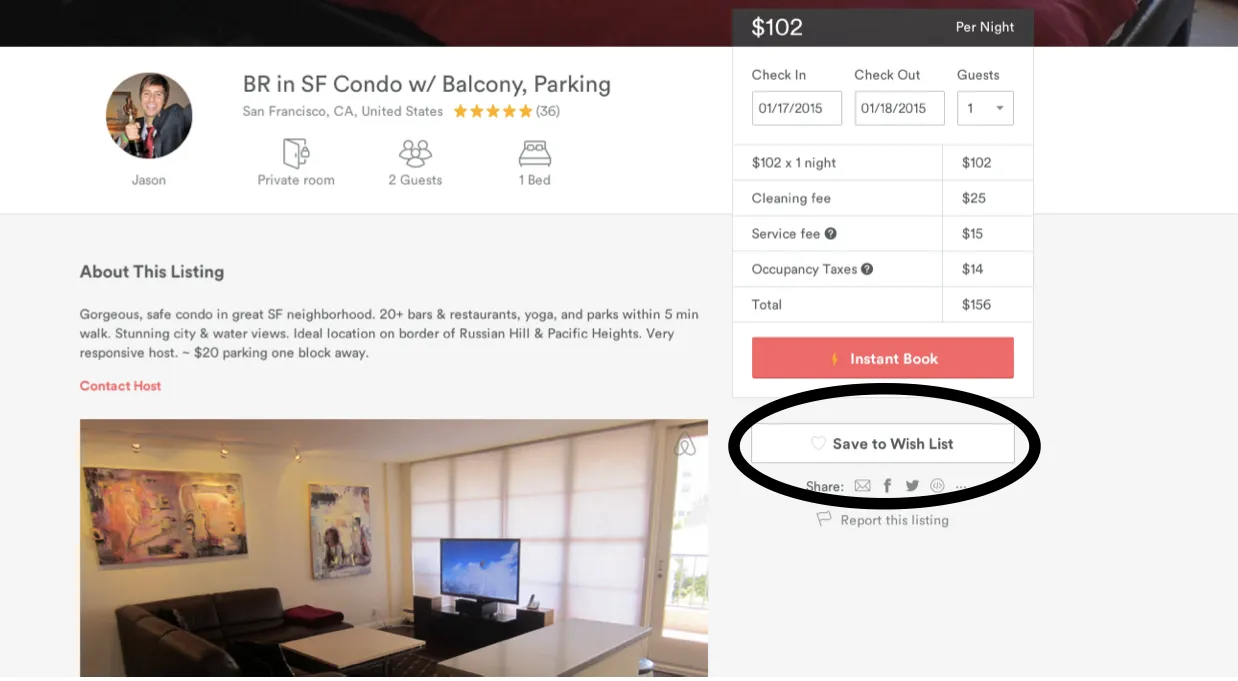 $102 Per Night
BR in SF Condo w/ Balcony, Parking
San Francisco, CA, United States (36)
Jason
Private room
2 Guests
1 Bed
Check In Check Out Guests
01/17/2015 01/18/2015 1
$102 x 1 night $102
Cleaning fee $25
Service fee ? $15
Occupancy Taxes ? $14
Total $156
Instant Book
Save to Wish List
Share: f ...
Report this listing
About This Listing
Gorgeous, safe condo in great SF neighborhood. 20+ bars & restaurants, yoga, and parks within 5 min
walk. Stunning city & water views. Ideal location on border of Russian Hill & Pacific Heights. Very
responsive host. ~ $20 parking one block away.
Contact Host